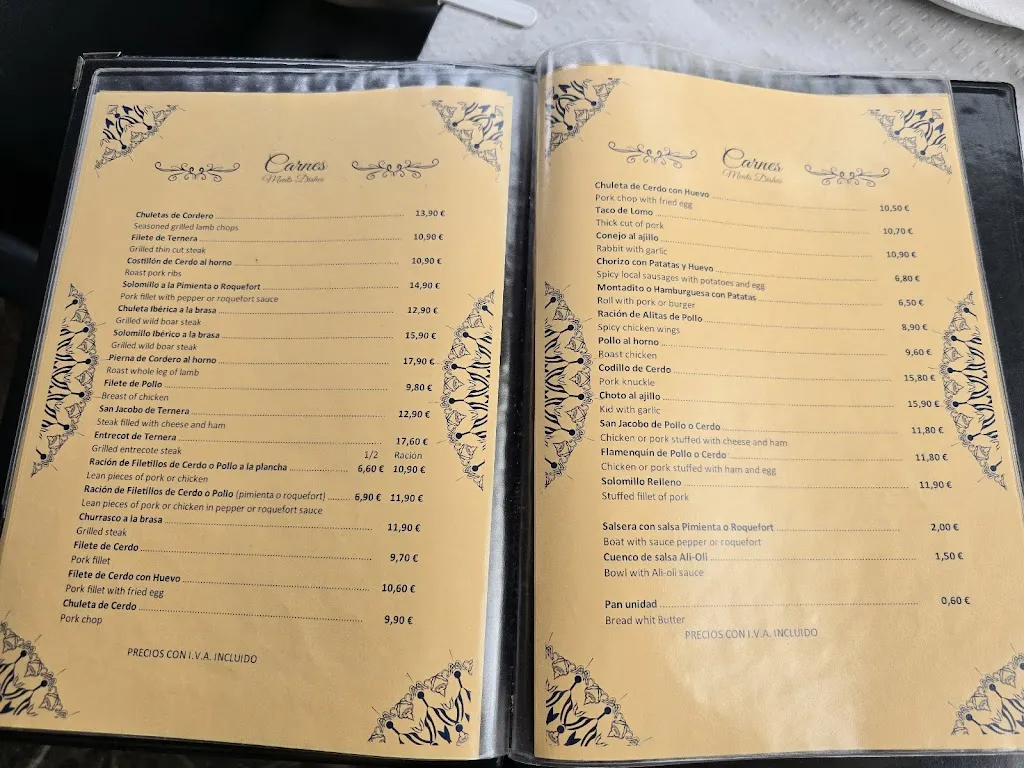 Carnes
Meats Dishes
Chuletas de Cordero 13,90 €
Seasoned grilled lamb chops
Filete de Ternera 10,90 €
Grilled thin cut steak
Costillón de Cerdo al horno 10,90 €
Roast pork ribs
Solomillo a la Pimienta o Roquefort 14,90 €
Pork fillet with pepper or roquefort sauce
Chuleta Ibérica a la brasa 12,90 €
Grilled wild boar steak
Solomillo Ibérico a la brasa 15,90 €
Grilled wild boar steak
Pierna de Cordero al horno 17,90 €
Roast whole leg of lamb
Filete de Pollo 9,80 €
Breast of chicken
San Jacobo de Ternera 12,90 €
Steak filled with cheese and ham
Entrecot de Ternera 17,60 €
Grilled entrecote steak 1/2 Ración
Ración de Filetillos de Cerdo o Pollo a la plancha 6,60 € 10,90 €
Lean pieces of pork or chicken
Ración de Filetillos de Cerdo o Pollo (pimienta o roquefort) 6,90 € 11,90 €
Lean pieces of pork or chicken in pepper or roquefort sauce
Churrasco a la brasa 11,90 €
Grilled steak
Filete de Cerdo 9,70 €
Pork fillet
Filete de Cerdo con Huevo 10,60 €
Pork fillet with fried egg
Chuleta de Cerdo 9,90 €
Pork chop
PRECIOS CON I.V.A. INCLUIDO
Carnes
Meats Dishes
Chuleta de Cerdo con Huevo 10,50 €
Pork chop with fried egg
Taco de Lomo 10,70 €
Thick cut of pork
Conejo al ajillo 10,90 €
Rabbit with garlic
Chorizo con Patatas y Huevo 6,80 €
Spicy local sausages with potatoes and egg
Montadito o Hamburguesa con Patatas 6,50 €
Roll with pork or burger
Ración de Alitas de Pollo 8,90 €
Spicy chicken wings
Pollo al horno 9,60 €
Roast chicken
Codillo de Cerdo 15,80 €
Pork knuckle
Choto al ajillo 15,90 €
Kid with garlic
San Jacobo de Pollo o Cerdo 11,80 €
Chicken or pork stuffed with cheese and ham
Flamenquín de Pollo o Cerdo 11,80 €
Chicken or pork stuffed with ham and egg
Solomillo Relleno 11,90 €
Stuffed fillet of pork
Salsera con salsa Pimienta o Roquefort 2,00 €
Boat with sauce pepper or roquefort
Cuenco de salsa Ali-Oli 1,50 €
Bowl with Ali-oli sauce
Pan unidad 0,60 €
Bread whit Butter
PRECIOS CON I.V.A. INCLUIDO